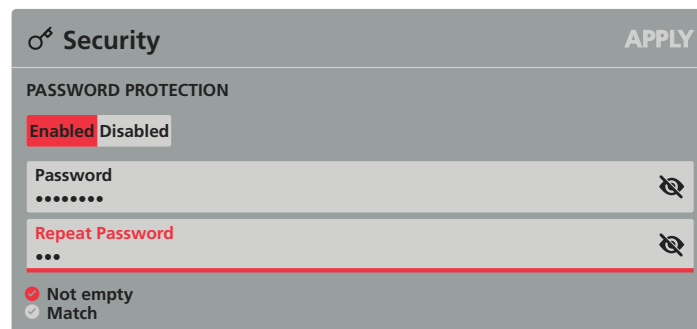 Security
APPLY
PASSWORD PROTECTION
Enabled Disabled
Password
••••••••
Repeat Password
•••
Not empty
Match